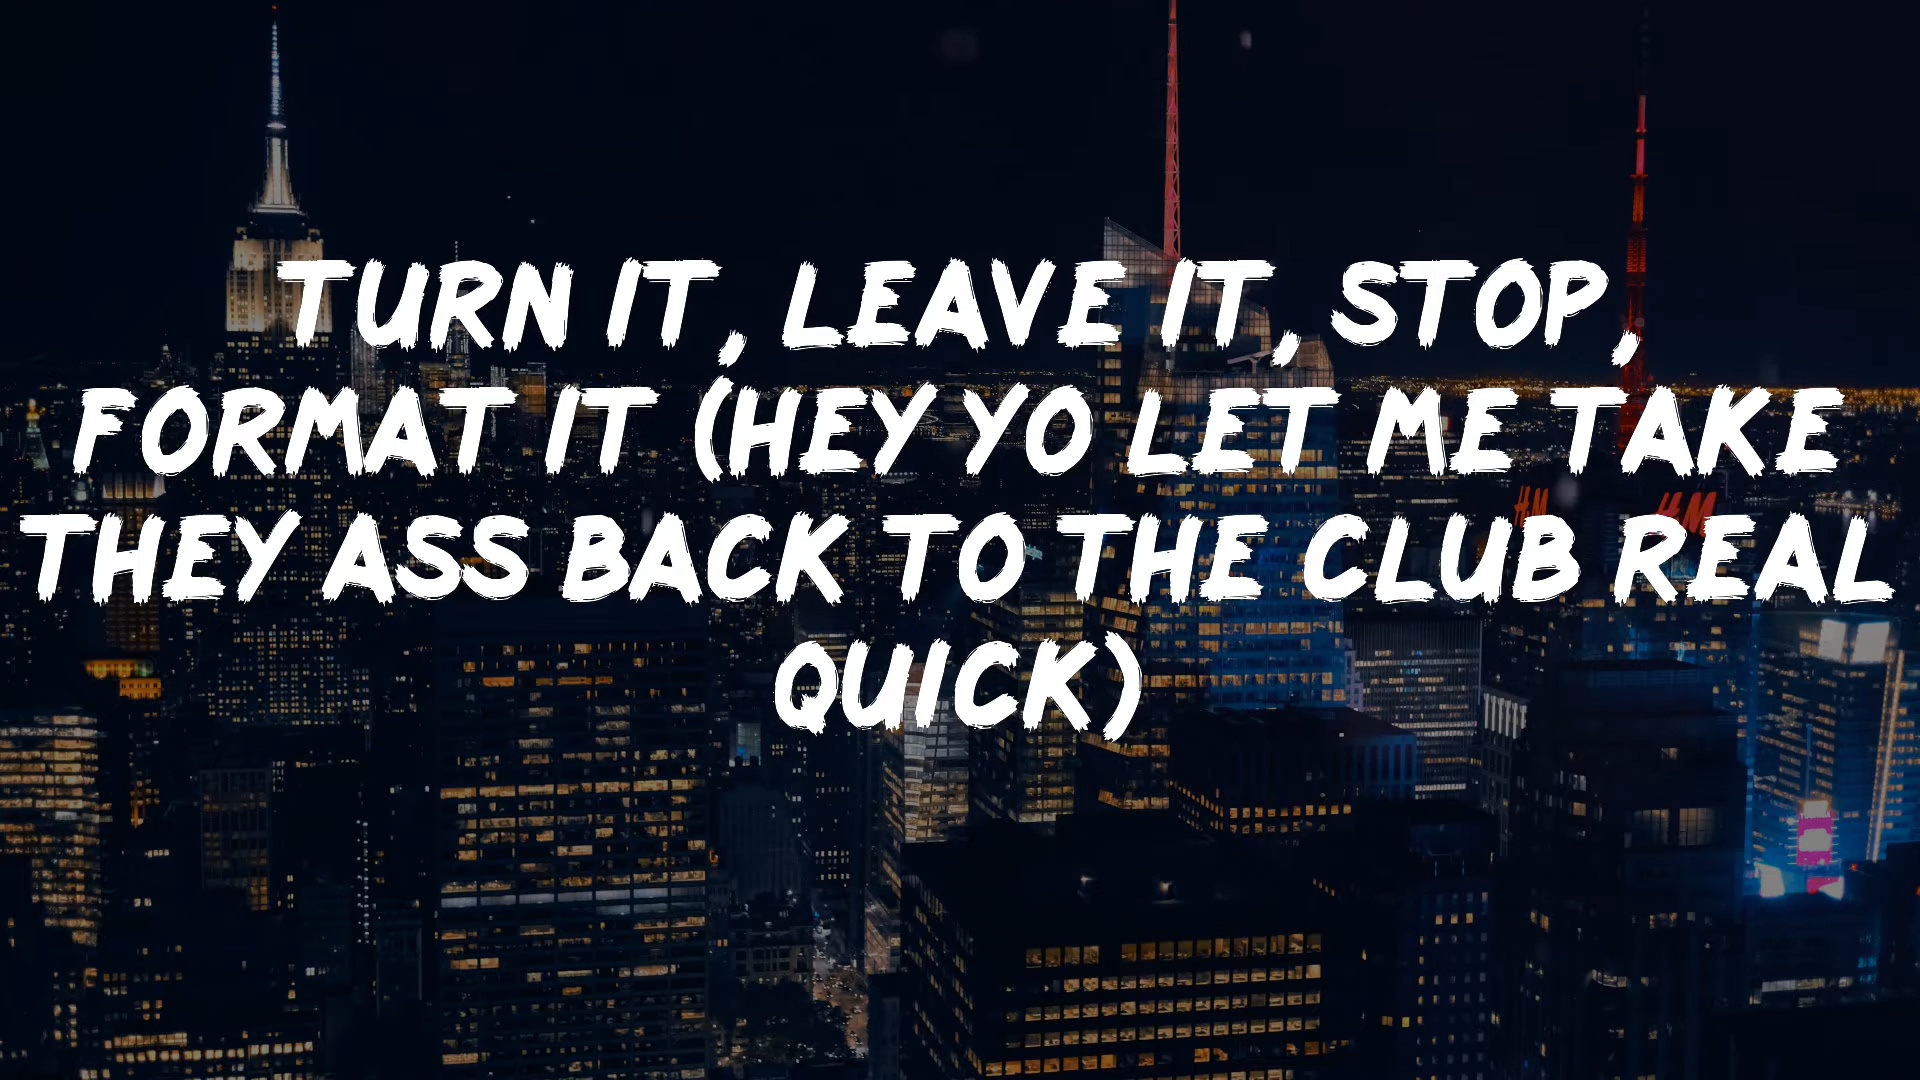 TURN IT, LEAVE IT, STOP,
FORMAT IT (HEY YO LET ME TAKE
THEY ASS BACK TO THE CLUB REAL
QUICK)
H&M
H&M